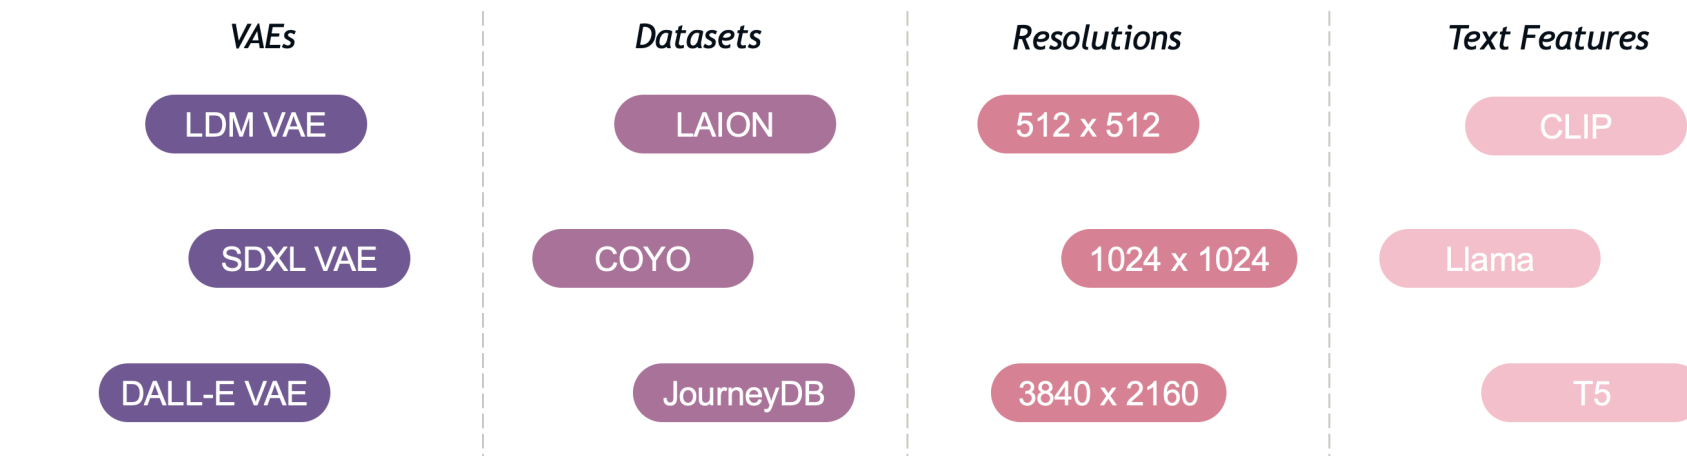 VAEs Datasets Resolutions Text Features
LDM VAE LAION 512 x 512 CLIP
SDXL VAE COYO 1024 x 1024 Llama
DALL-E VAE JourneyDB 3840 x 2160 T5